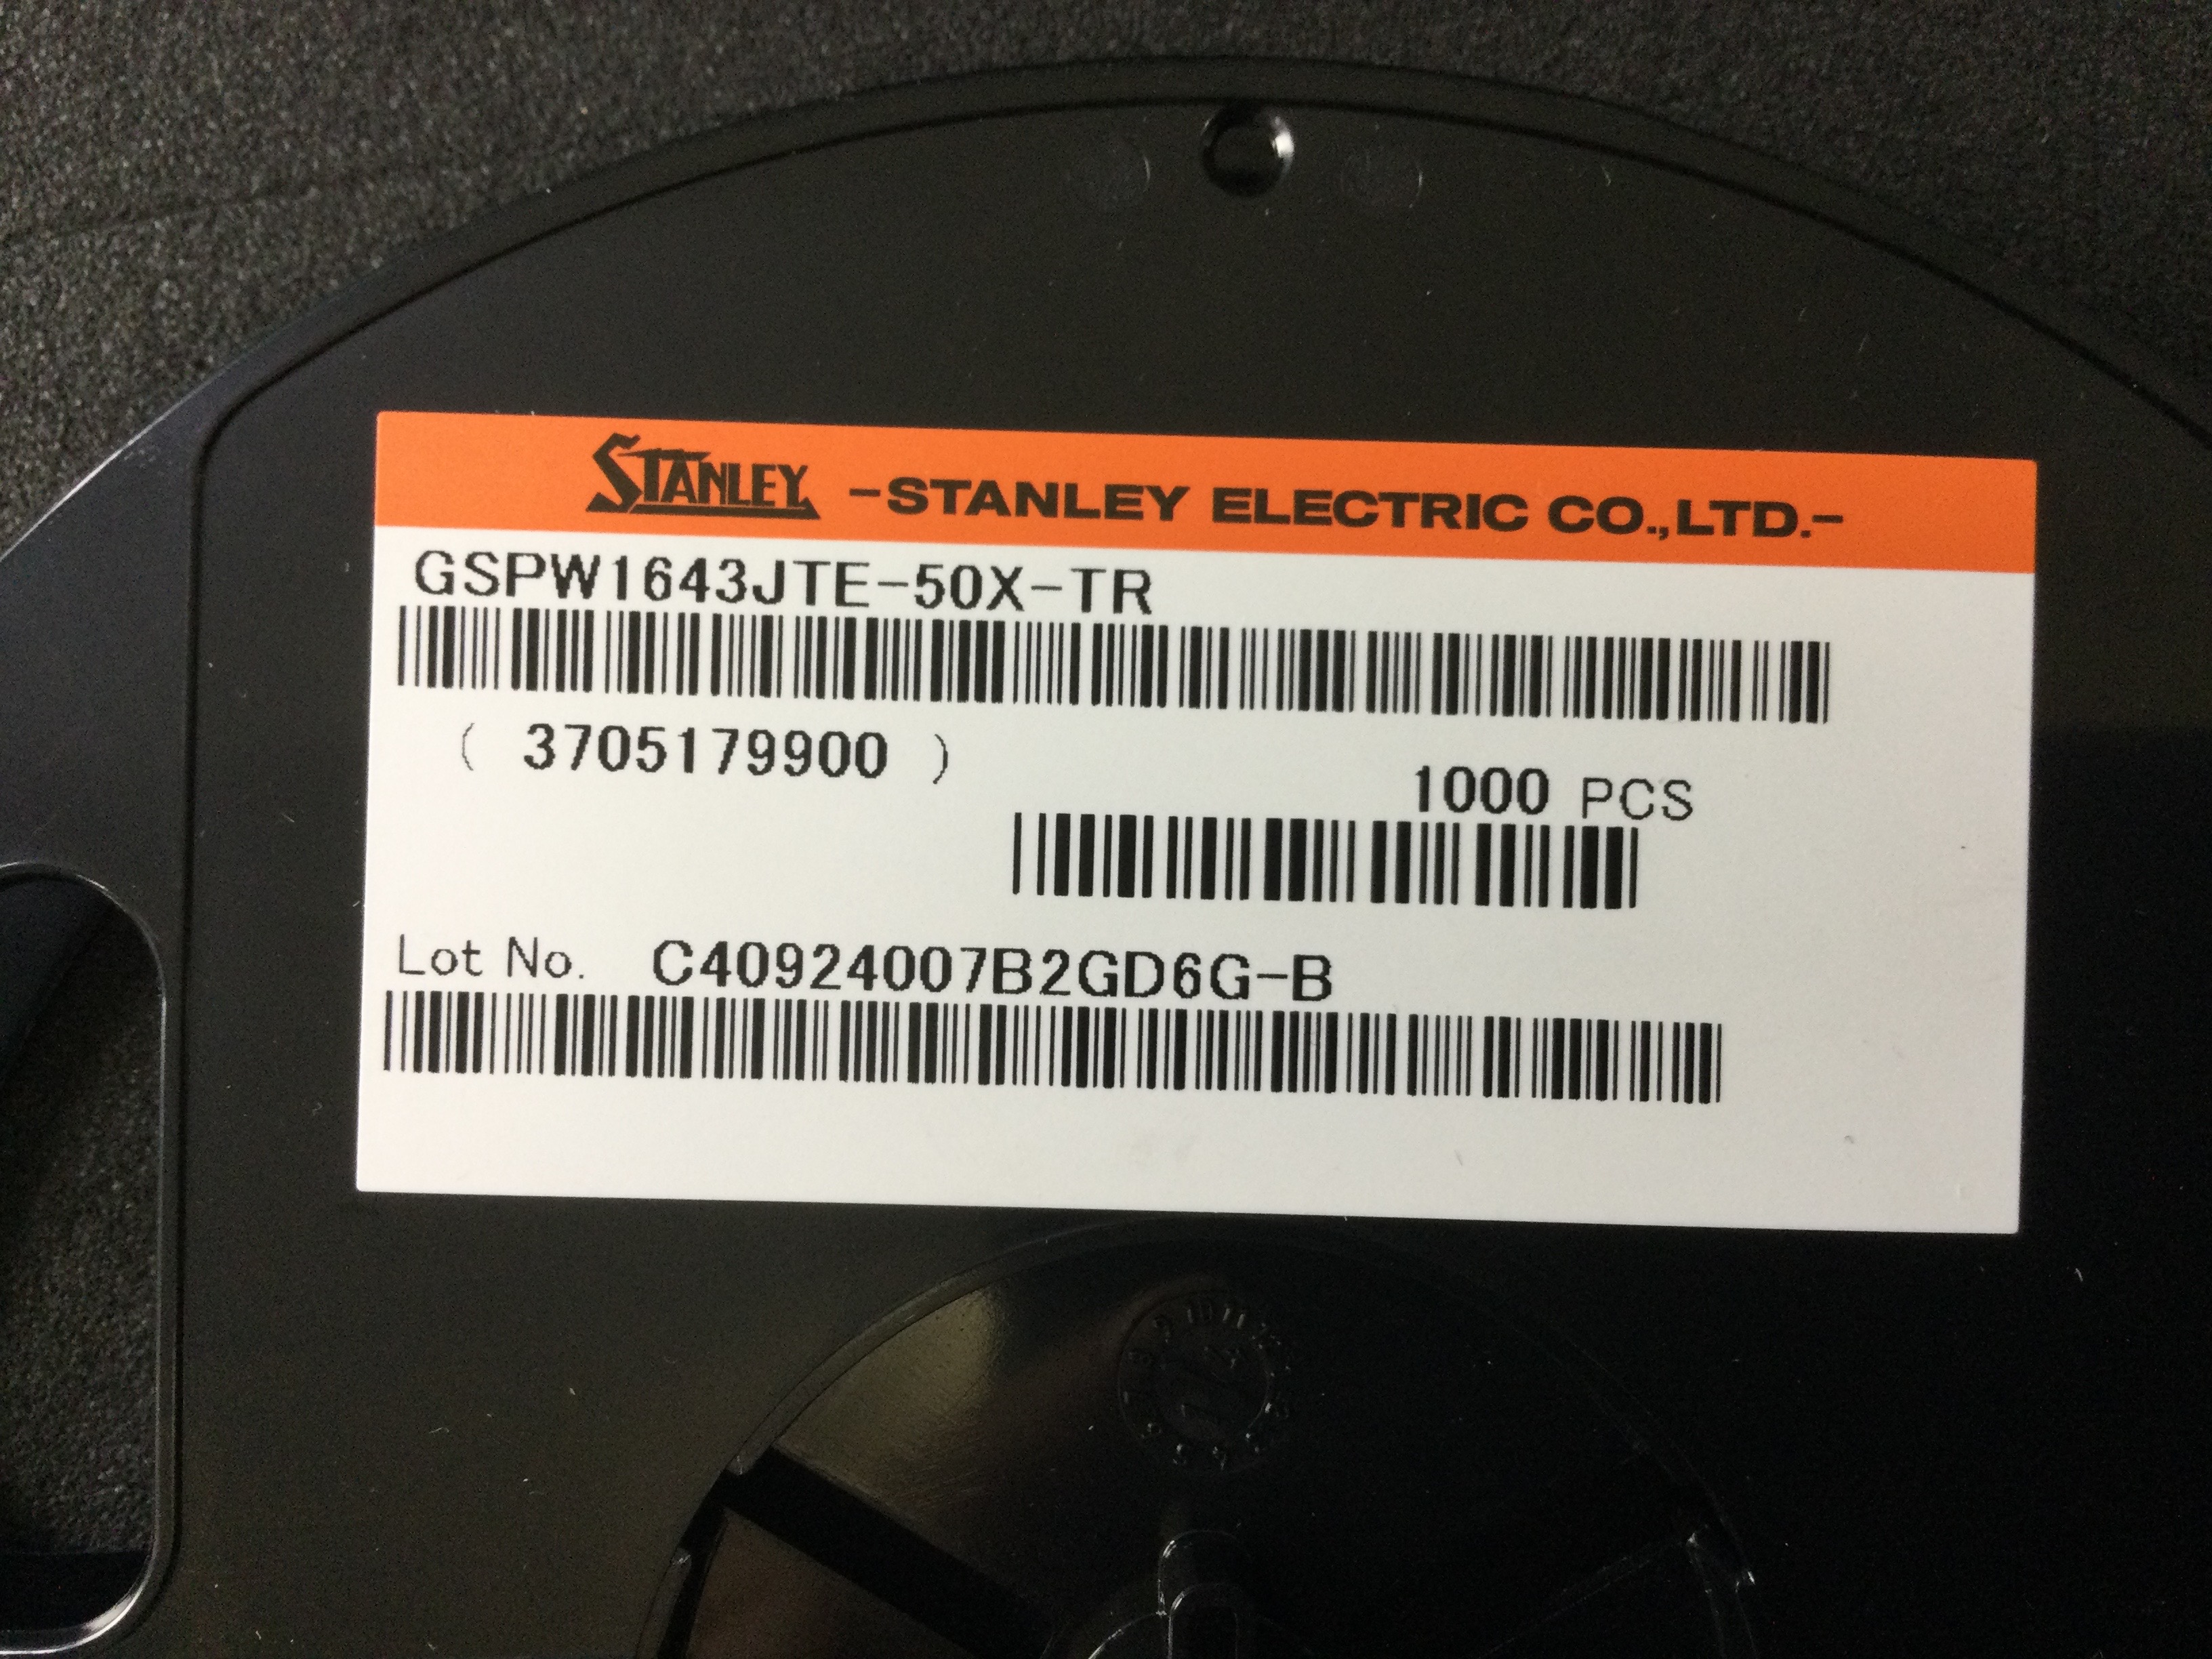 STANLEY -STANLEY ELECTRIC CO.,LTD.-
GSPW1643JTE-50X-TR
( 3705179900 )
1000 PCS
Lot No. C40924007B2GD6G-B